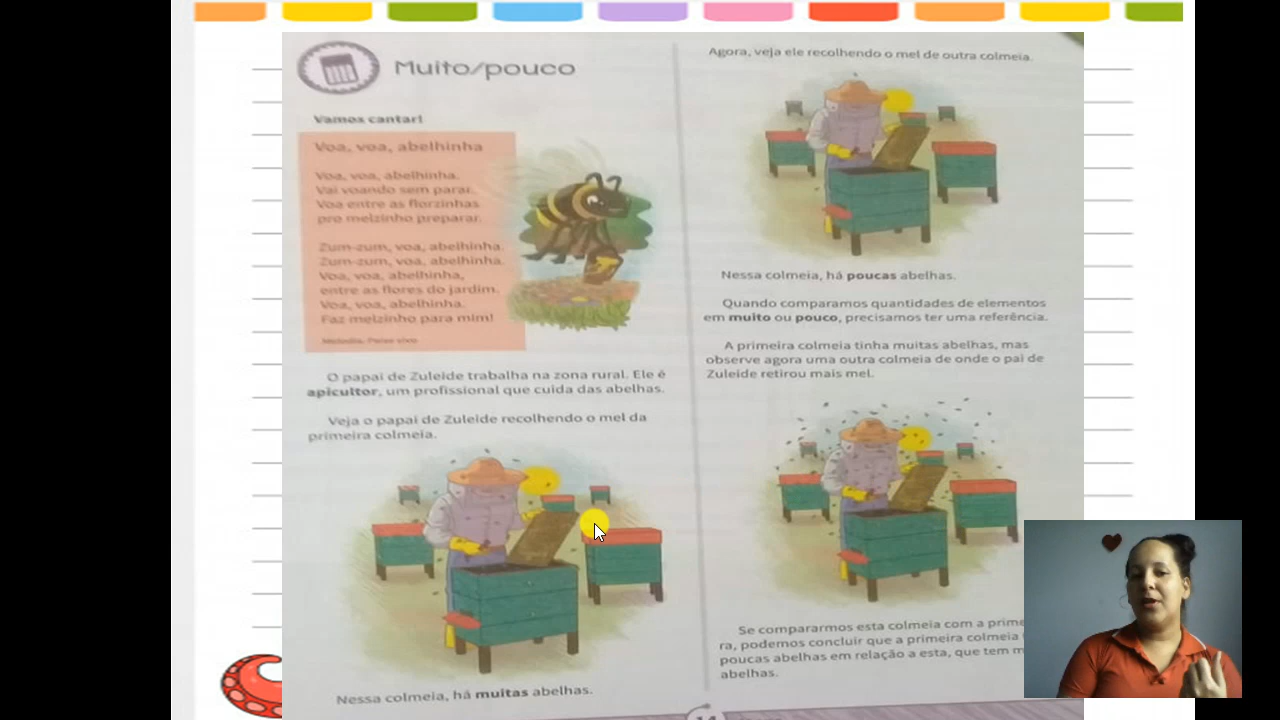 Muito/pouco
Vamos cantar!
Voa, voa, abelhinha
Voa, voa, abelhinha.
Vai voando sem parar.
Voa entre as florzinhas
pro melzinho preparar.
Zum-zum, voa, abelhinha.
Zum-zum, voa, abelhinha.
Voa, voa, abelhinha,
entre as flores do jardim.
Voa, voa, abelhinha.
Faz melzinho para mim!
O papai de Zuleide trabalha na zona rural. Ele é
apicultor, um profissional que cuida das abelhas.
Veja o papai de Zuleide recolhendo o mel da
primeira colmeia.
Nessa colmeia, há muitas abelhas.
Agora, veja ele recolhendo o mel de outra colmeia.
Nessa colmeia, há poucas abelhas.
Quando comparamos quantidades de elementos
em muito ou pouco, precisamos ter uma referência.
A primeira colmeia tinha muitas abelhas, mas
observe agora uma outra colmeia de onde o pai de
Zuleide retirou mais mel.
Se compararmos esta colmeia com a prime
ra, podemos concluir que a primeira colmeia
poucas abelhas em relação a esta, que tem m
abelhas.